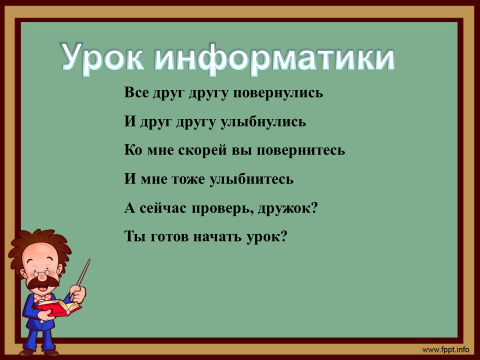 Урок информатики
Все друг другу повернулись
И друг другу улыбнулись
Ко мне скорей вы повернитесь
И мне тоже улыбнитесь
А сейчас проверь, дружок?
Ты готов начать урок?
www.fppt.info